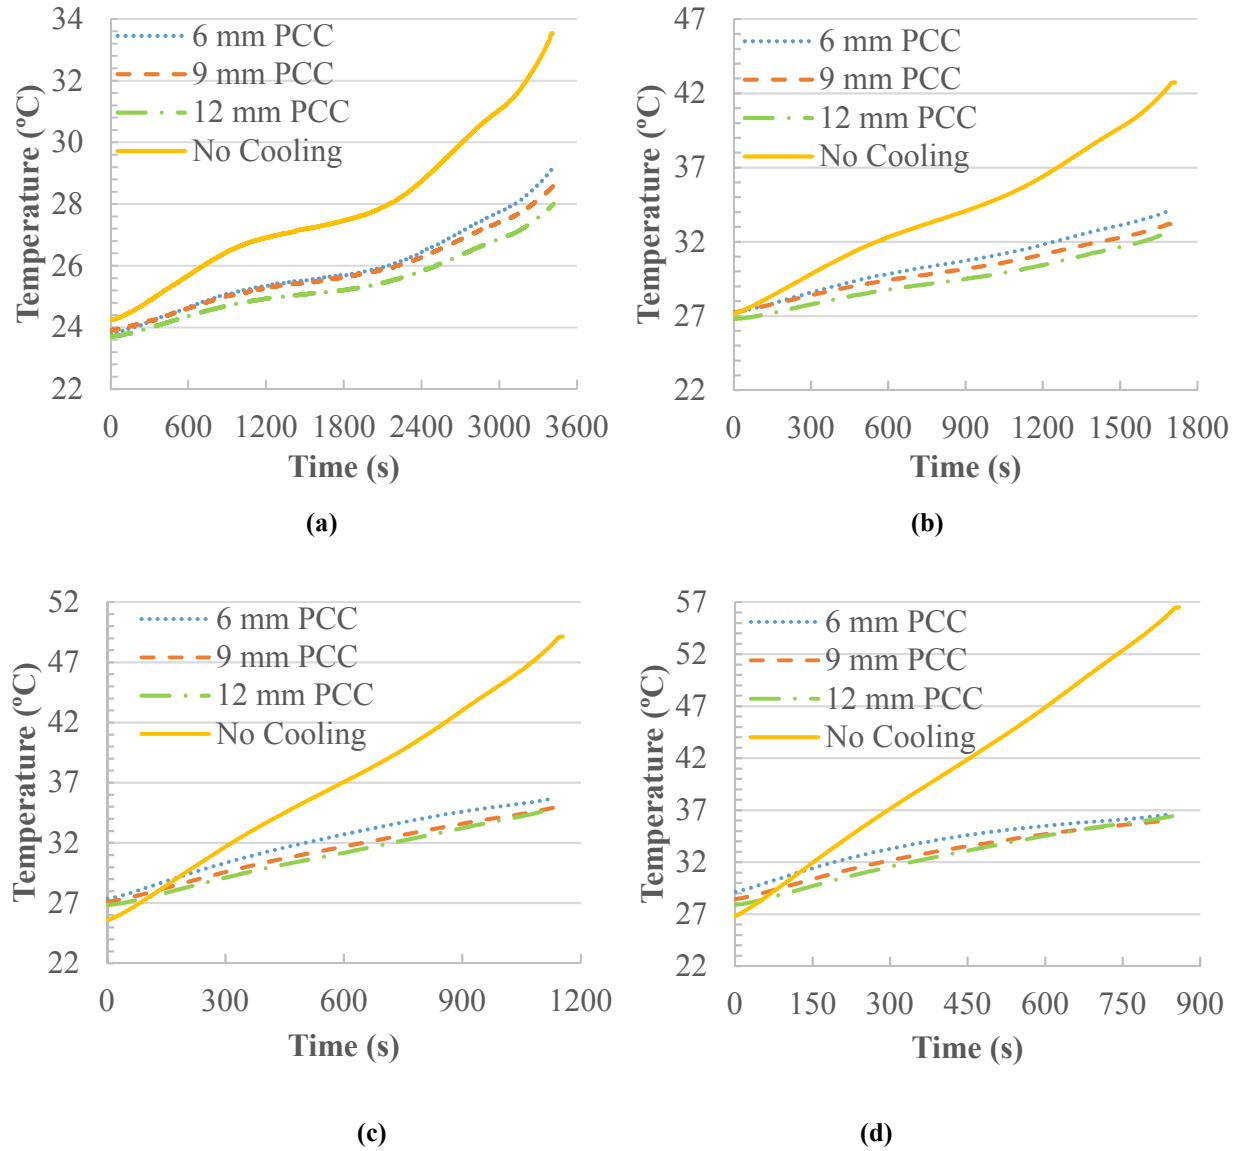 34
32
30
28
26
24
22
Temperature (ºC)
6 mm PCC
9 mm PCC
12 mm PCC
No Cooling
0 600 1200 1800 2400 3000 3600
Time (s)
(a)
47
42
37
32
27
22
Temperature (ºC)
6 mm PCC
9 mm PCC
12 mm PCC
No Cooling
0 300 600 900 1200 1500 1800
Time (s)
(b)
52
47
42
37
32
27
22
Temperature (ºC)
6 mm PCC
9 mm PCC
12 mm PCC
No Cooling
0 300 600 900 1200
Time (s)
(c)
57
52
47
42
37
32
27
22
Temperature (ºC)
6 mm PCC
9 mm PCC
12 mm PCC
No Cooling
0 150 300 450 600 750 900
Time (s)
(d)